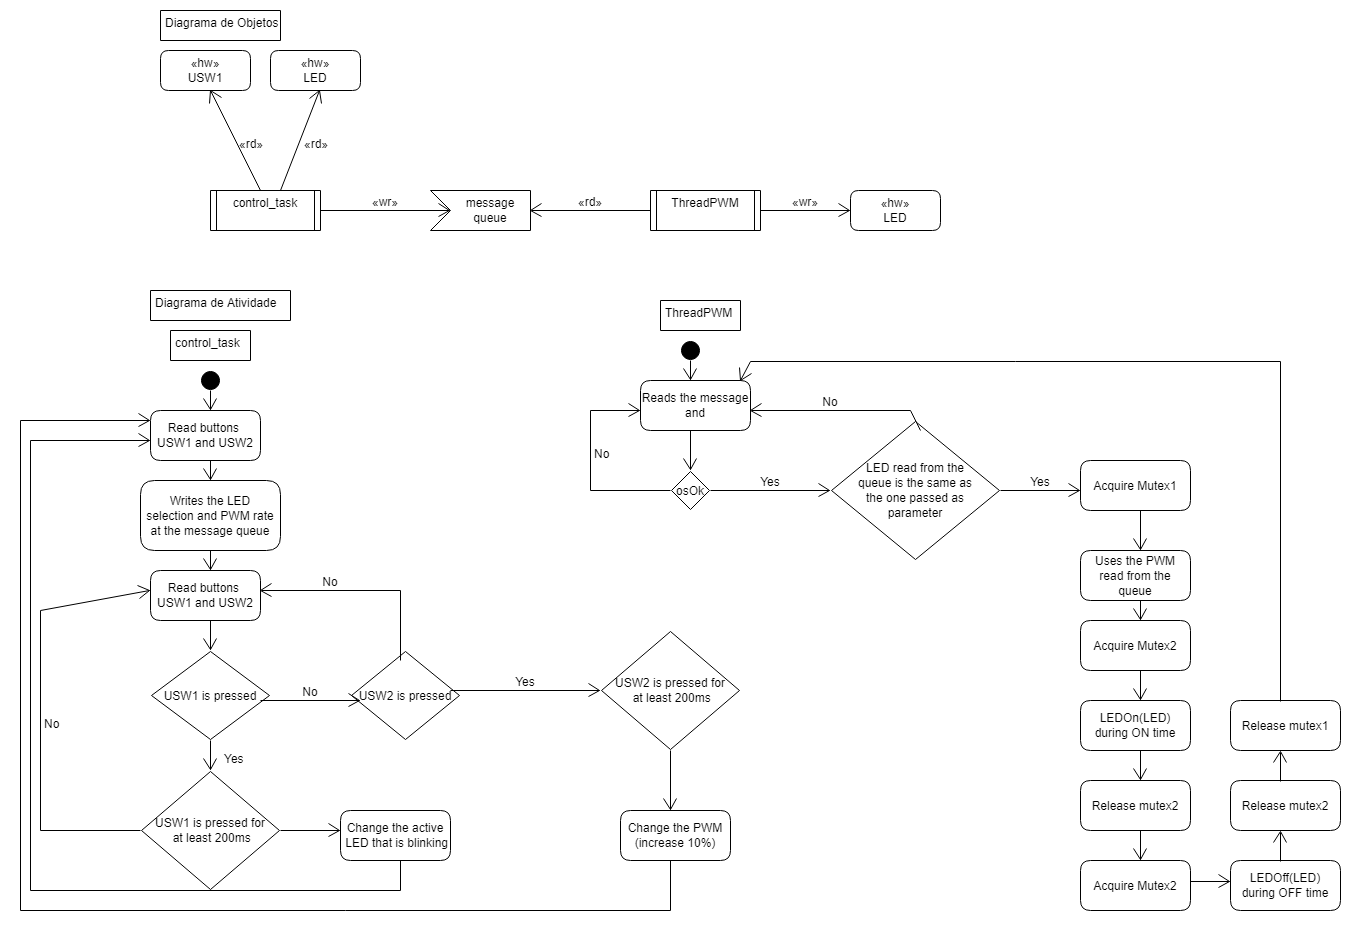 Diagrama de Objetos
«hw»
USW1
«hw»
LED
«rd»
«rd»
control_task
«wr»
message
queue
«rd»
ThreadPWM
«wr»
«hw»
LED
Diagrama de Atividade
control_task
Read buttons
USW1 and USW2
Writes the LED
selection and PWM rate
at the message queue
Read buttons
USW1 and USW2
No
USW1 is pressed
No
USW2 is pressed
Yes
USW2 is pressed for
at least 200ms
No
Yes
USW1 is pressed for
at least 200ms
Change the active
LED that is blinking
Change the PWM
(increase 10%)
ThreadPWM
Reads the message
and
No
No
osOk
Yes
LED read from the
queue is the same as
the one passed as
parameter
Yes
Acquire Mutex1
Uses the PWM
read from the
queue
Acquire Mutex2
LEDOn(LED)
during ON time
Release mutex2
Acquire Mutex2
LEDOff(LED)
during OFF time
Release mutex2
Release mutex1